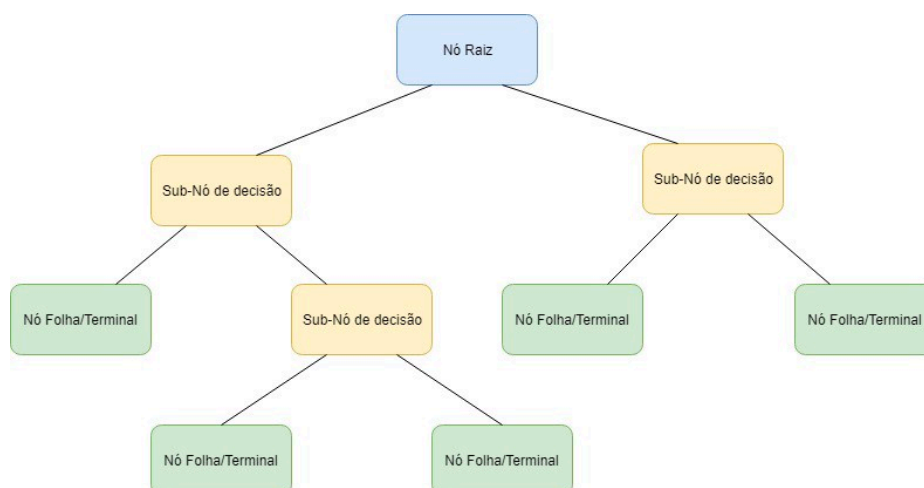 Nó Raiz
Sub-Nó de decisão
Sub-Nó de decisão
Nó Folha/Terminal
Sub-Nó de decisão
Nó Folha/Terminal
Nó Folha/Terminal
Nó Folha/Terminal
Nó Folha/Terminal